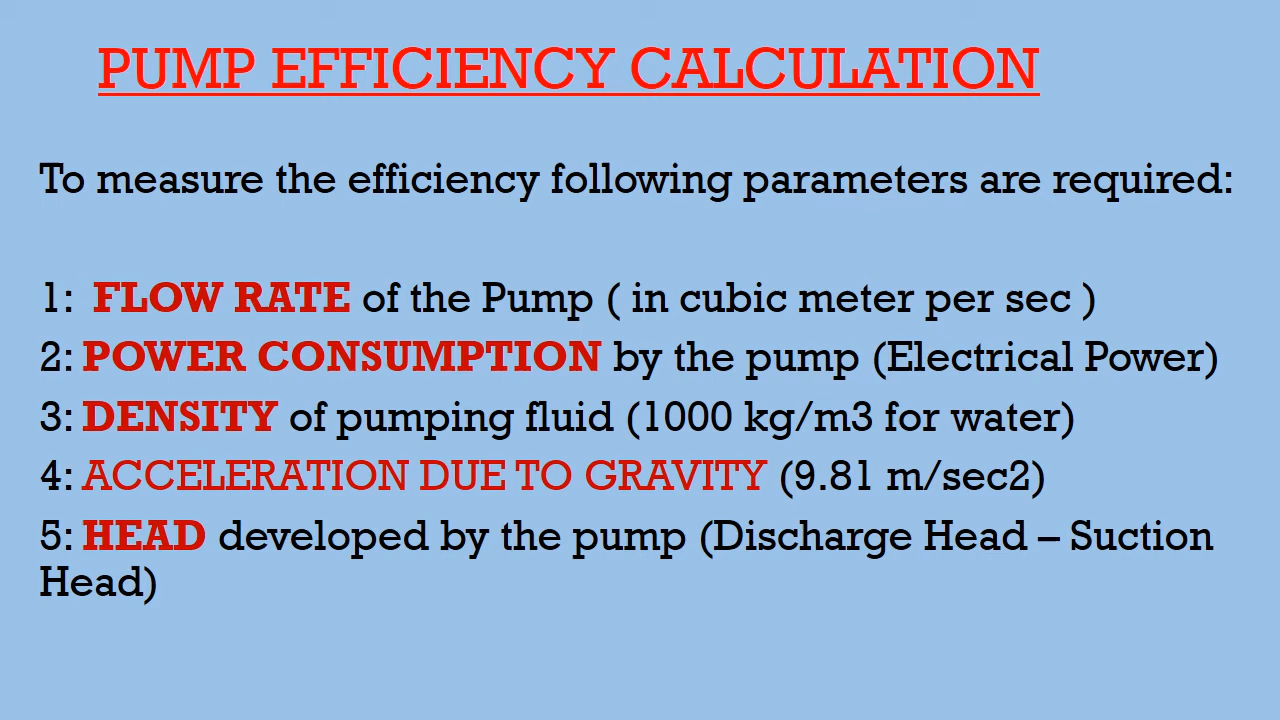 PUMP EFFICIENCY CALCULATION
To measure the efficiency following parameters are required:
1: FLOW RATE of the Pump ( in cubic meter per sec )
2: POWER CONSUMPTION by the pump (Electrical Power)
3: DENSITY of pumping fluid (1000 kg/m3 for water)
4: ACCELERATION DUE TO GRAVITY (9.81 m/sec2)
5: HEAD developed by the pump (Discharge Head – Suction
Head)